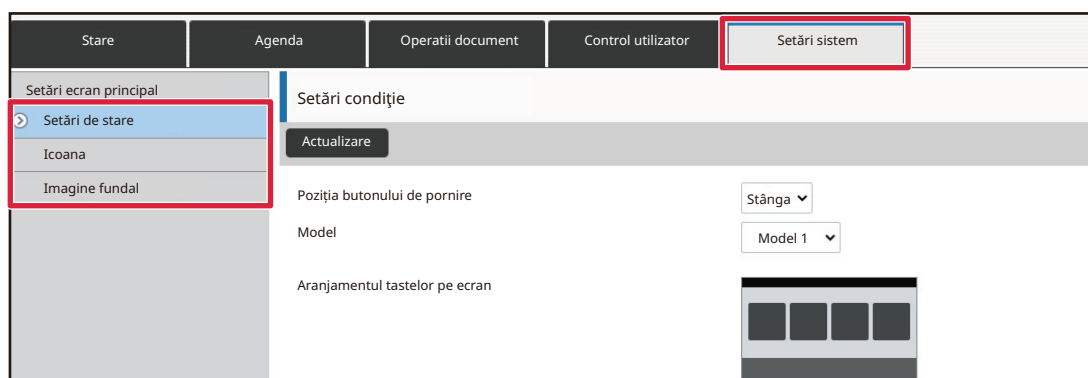 Stare Agenda Operatii document Control utilizator Setări sistem
Setări ecran principal
Setări de stare
Icoana
Imagine fundal
Setări condiţie
Actualizare
Poziția butonului de pornire Stânga
Model Model 1
Aranjamentul tastelor pe ecran